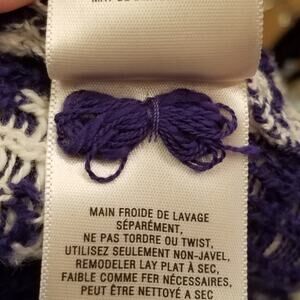 MAIN FROIDE DE LAVAGE
SÉPARÉMENT,
NE PAS TORDRE OU TWIST,
UTILISEZ SEULEMENT NON-JAVEL,
REMODELER LAY PLAT À SEC,
FAIBLE COMME FER NÉCESSAIRES,
PEUT ÊTRE NETTOYÉ A SEC